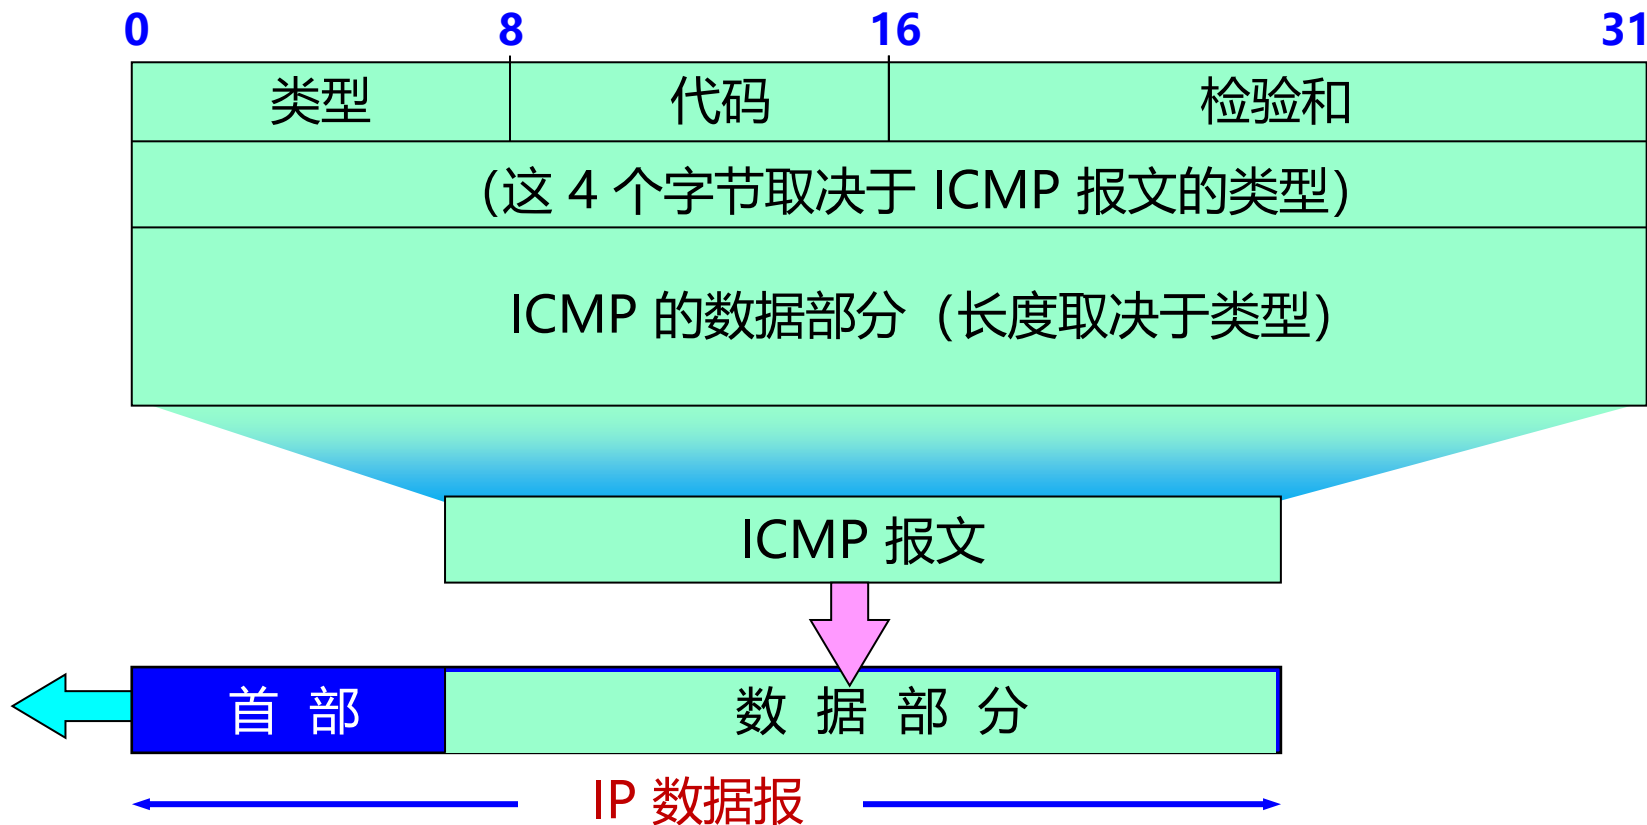 0 8 16 31
类型 代码 检验和
（这 4 个字节取决于 ICMP 报文的类型）
ICMP 的数据部分（长度取决于类型）
ICMP 报文
首 部 数 据 部 分
IP 数据报